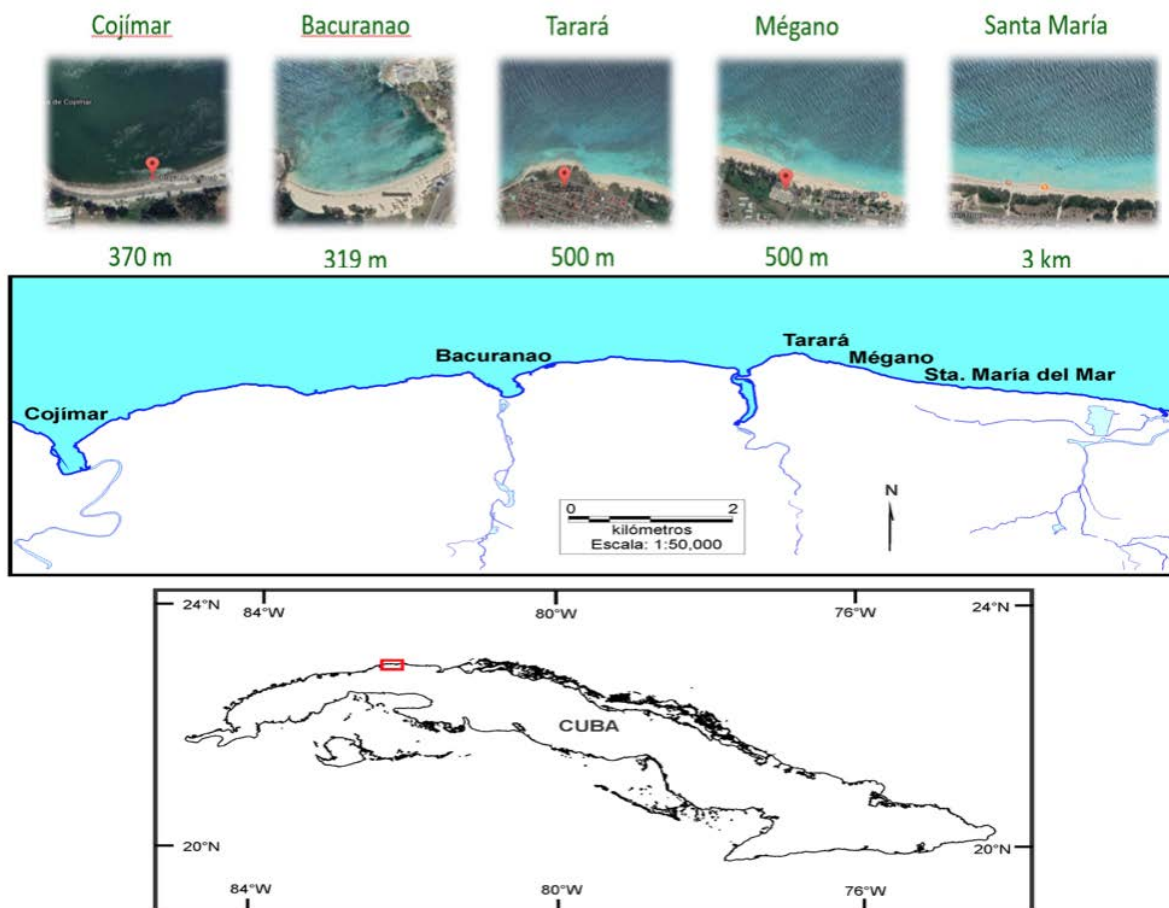 Cojímar Bacuranao Tarará Mégano Santa María
a de Cojímar
370 m 319 m 500 m 500 m 3 km
Tarará
Bacuranao Mégano
Sta. María del Mar
Cojímar
N
0 2
kilómetros
Escala: 1:50,000
24°N 84°W 80°W 76°W 24°N
CUBA
20°N 20°N
84°W 80°W 76°W